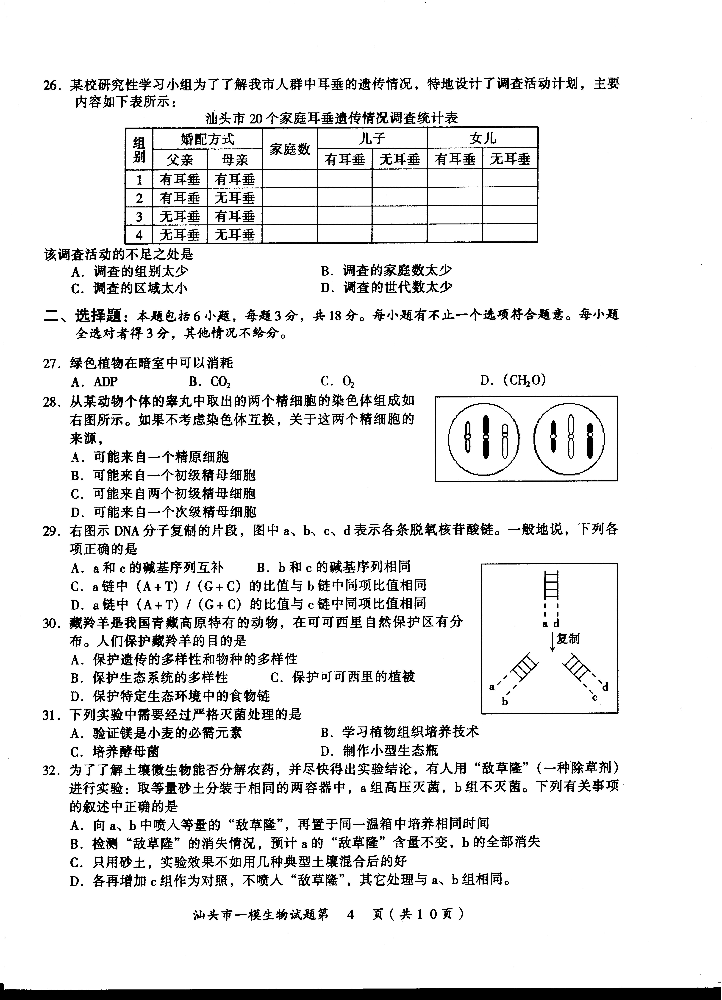 26. 某校研究性学习小组为了了解我市人群中耳垂的遗传情况，特地设计了调查活动计划，主要
内容如下表所示：
汕头市 20 个家庭耳垂遗传情况调查统计表
组别 婚配方式 家庭数 儿子 女儿
父亲 母亲 有耳垂 无耳垂 有耳垂 无耳垂
1 有耳垂 有耳垂
2 有耳垂 无耳垂
3 无耳垂 有耳垂
4 无耳垂 无耳垂
该调查活动的不足之处是
A. 调查的组别太少 B. 调查的家庭数太少
C. 调查的区域太小 D. 调查的世代数太少
二、选择题：本题包括 6 小题，每题 3 分，共 18 分。每小题有不止一个选项符合题意。每小题
全选对者得 3 分，其他情况不给分。
27. 绿色植物在暗室中可以消耗
A. ADP B. CO₂ C. O₂ D. (CH₂O)
28. 从某动物个体的睾丸中取出的两个精细胞的染色体组成如
右图所示。如果不考虑染色体互换，关于这两个精细胞的
来源，
A. 可能来自一个精原细胞
B. 可能来自一个初级精母细胞
C. 可能来自两个初级精母细胞
D. 可能来自一个次级精母细胞
29. 右图示 DNA 分子复制的片段，图中 a、b、c、d 表示各条脱氧核苷酸链。一般地说，下列各
项正确的是
A. a 和 c 的碱基序列互补 B. b 和 c 的碱基序列相同
C. a 链中（A + T）/（G + C）的比值与 b 链中同项比值相同
D. a 链中（A + T）/（G + C）的比值与 c 链中同项比值相同
a d
复制
a
b
d
c
30. 藏羚羊是我国青藏高原特有的动物，在可可西里自然保护区有分
布。人们保护藏羚羊的目的是
A. 保护遗传的多样性和物种的多样性
B. 保护生态系统的多样性 C. 保护可可西里的植被
D. 保护特定生态环境中的食物链
31. 下列实验中需要经过严格灭菌处理的是
A. 验证镁是小麦的必需元素 B. 学习植物组织培养技术
C. 培养酵母菌 D. 制作小型生态瓶
32. 为了了解土壤微生物能否分解农药，并尽快得出实验结论，有人用“敌草隆”（一种除草剂）
进行实验：取等量砂土分装于相同的两容器中，a 组高压灭菌，b 组不灭菌。下列有关事项
的叙述中正确的是
A. 向 a、b 中喷入等量的“敌草隆”，再置于同一温箱中培养相同时间
B. 检测“敌草隆”的消失情况，预计 a 的“敌草隆”含量不变，b 的全部消失
C. 只用砂土，实验效果不如用几种典型土壤混合后的好
D. 各再增加 c 组作为对照，不喷入“敌草隆”，其它处理与 a、b 组相同。
汕头市一模生物试题第 4 页（共 1 0 页）